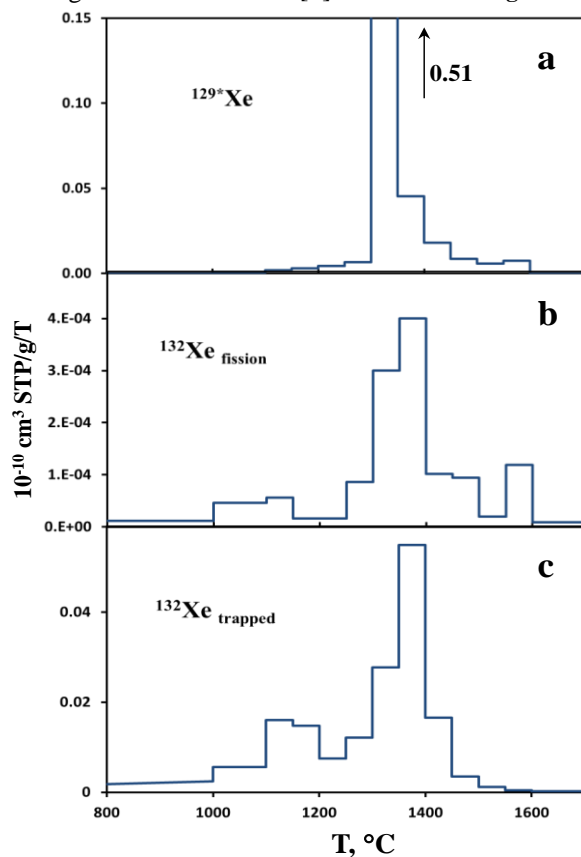 0.15
a
0.51
129*Xe
0.10
0.05
0.00
b
4.E-04
132Xe fission
3.E-04
2.E-04
1.E-04
0.E+00
10-10 cm3 STP/g/T
c
0.04
132Xe trapped
0.02
0
800 1000 1200 1400 1600
T, °C